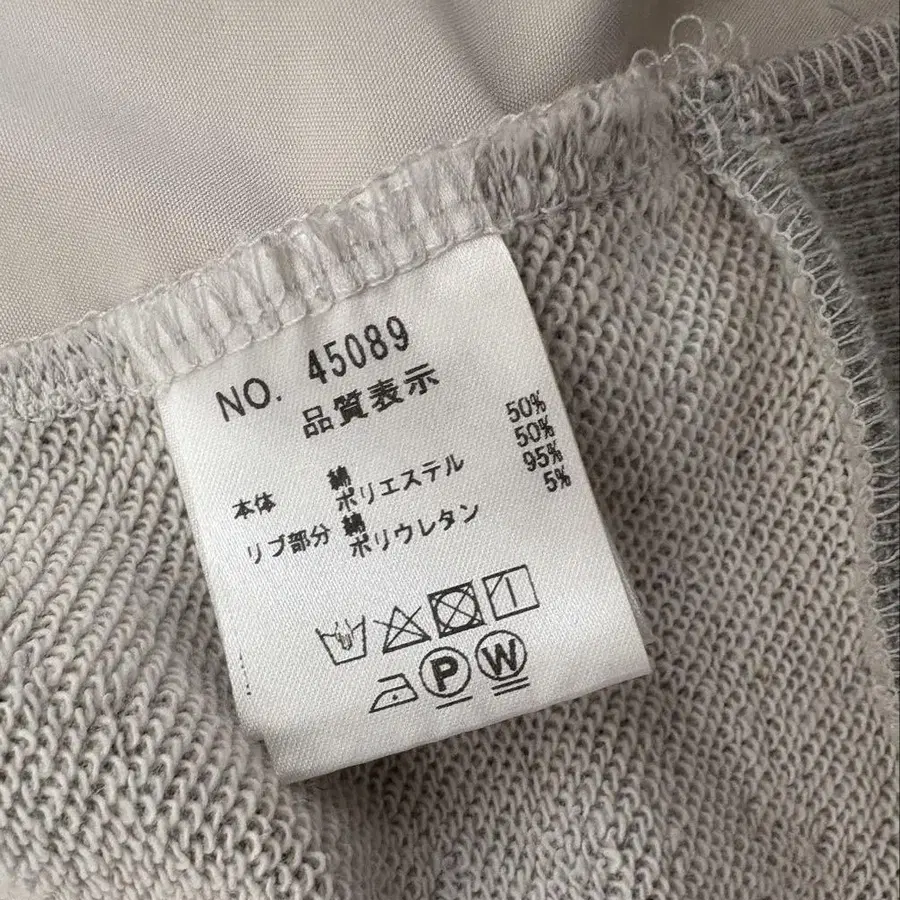 NO. 45089
品質表示
本体 綿 50%
ポリエステル 50%
リブ部分 綿 95%
ポリウレタン 5%
P W